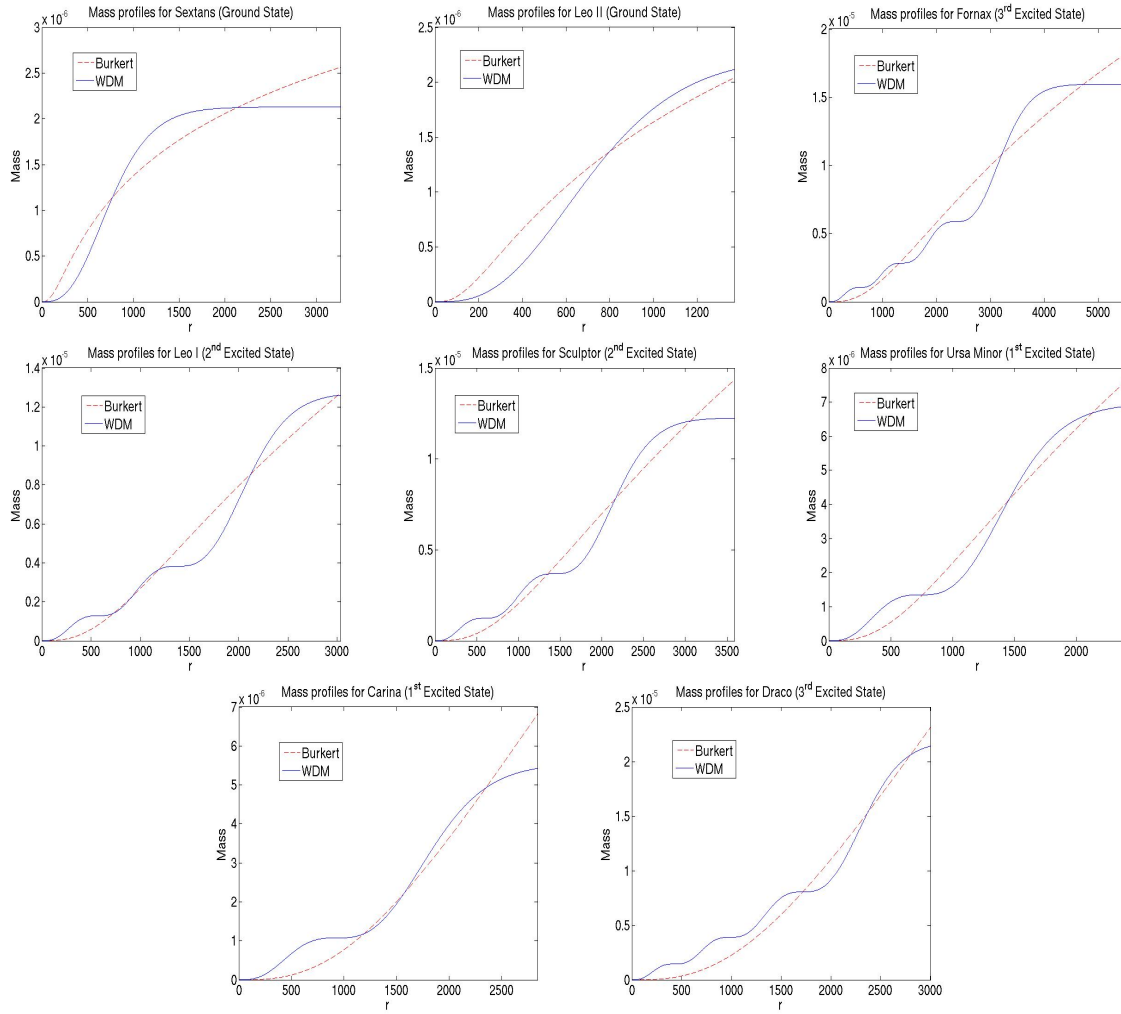 Mass profiles for Sextans (Ground State)
x 10⁻⁶
3
2.5
2
1.5
1
0.5
0
Mass
Burkert
WDM
0 500 1000 1500 2000 2500 3000
r
Mass profiles for Leo II (Ground State)
x 10⁻⁶
2.5
2
1.5
1
0.5
0
Mass
Burkert
WDM
0 200 400 600 800 1000 1200
r
Mass profiles for Fornax (3rd Excited State)
x 10⁻⁵
2
1.5
1
0.5
0
Mass
Burkert
WDM
0 1000 2000 3000 4000 5000
r
Mass profiles for Leo I (2nd Excited State)
x 10⁻⁵
1.4
1.2
1
0.8
0.6
0.4
0.2
0
Mass
Burkert
WDM
0 500 1000 1500 2000 2500 3000
r
Mass profiles for Sculptor (2nd Excited State)
x 10⁻⁵
1.5
1
0.5
0
Mass
Burkert
WDM
0 500 1000 1500 2000 2500 3000 3500
r
Mass profiles for Ursa Minor (1st Excited State)
x 10⁻⁶
8
7
6
5
4
3
2
1
0
Mass
Burkert
WDM
0 500 1000 1500 2000
r
Mass profiles for Carina (1st Excited State)
x 10⁻⁶
7
6
5
4
3
2
1
0
Mass
Burkert
WDM
0 500 1000 1500 2000 2500
r
Mass profiles for Draco (3rd Excited State)
x 10⁻⁵
2.5
2
1.5
1
0.5
0
Mass
Burkert
WDM
0 500 1000 1500 2000 2500 3000
r